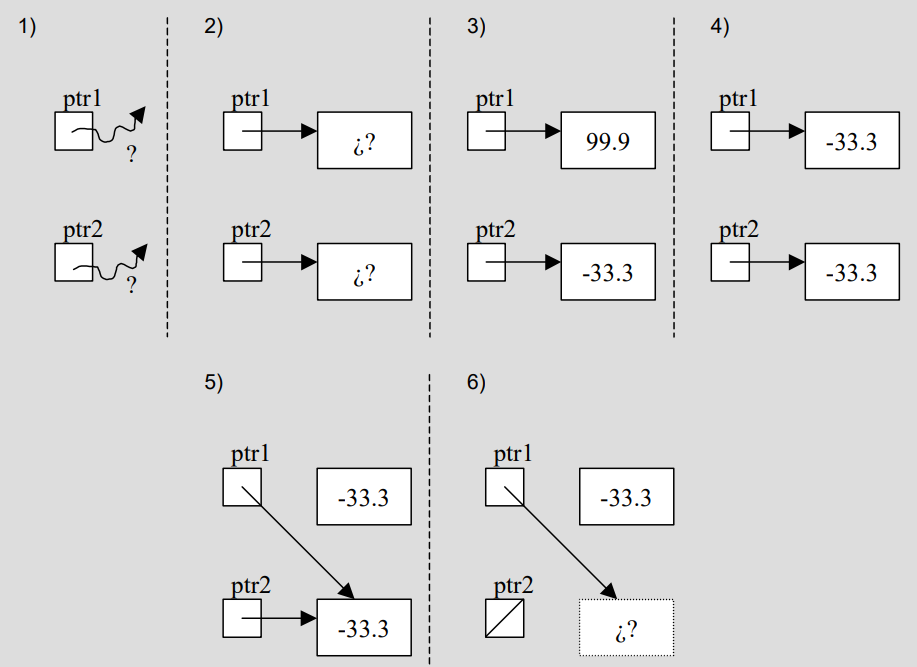 1) 2) 3) 4)
ptr1 ptr1 ptr1 ptr1
? ¿? 99.9 -33.3
ptr2 ptr2 ptr2 ptr2
? ¿? -33.3 -33.3
5) 6)
ptr1 ptr1
-33.3 -33.3
ptr2 ptr2
-33.3 ¿?